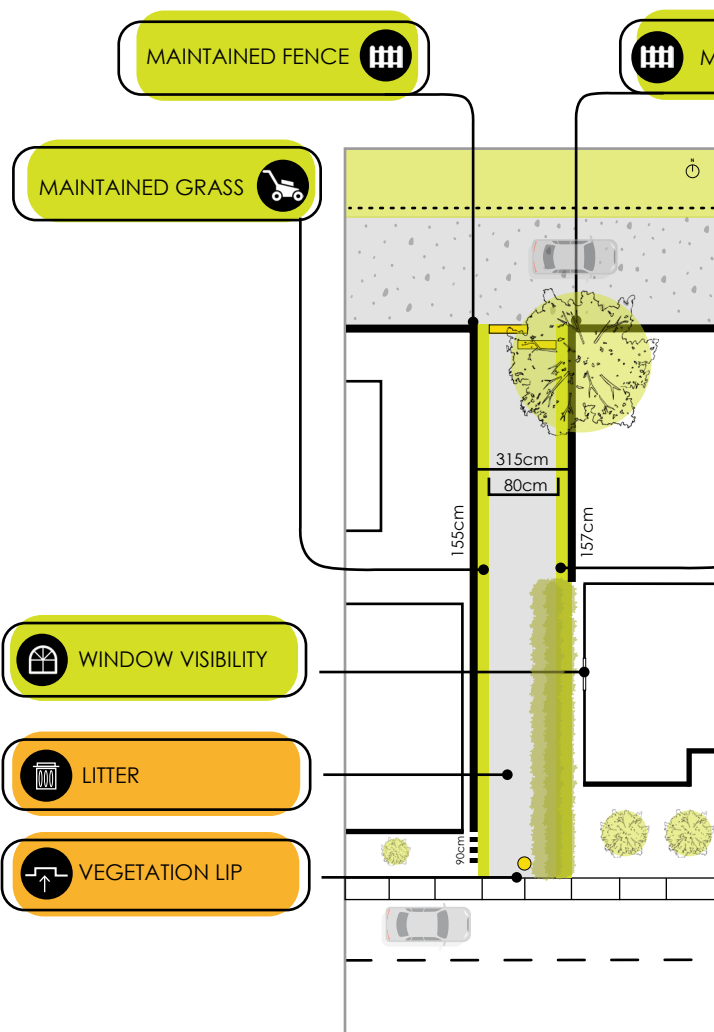 MAINTAINED FENCE
M
MAINTAINED GRASS
N
315cm
80cm
155cm
157cm
WINDOW VISIBILITY
LITTER
VEGETATION LIP
90cm